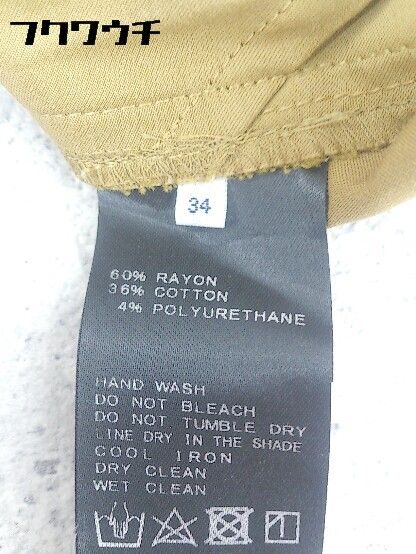 フクワウチ
34
60% RAYON
36% COTTON
4% POLYURETHANE
HAND WASH
DO NOT BLEACH
DO NOT TUMBLE DRY
LINE DRY IN THE SHADE
COOL IRON
DRY CLEAN
WET CLEAN